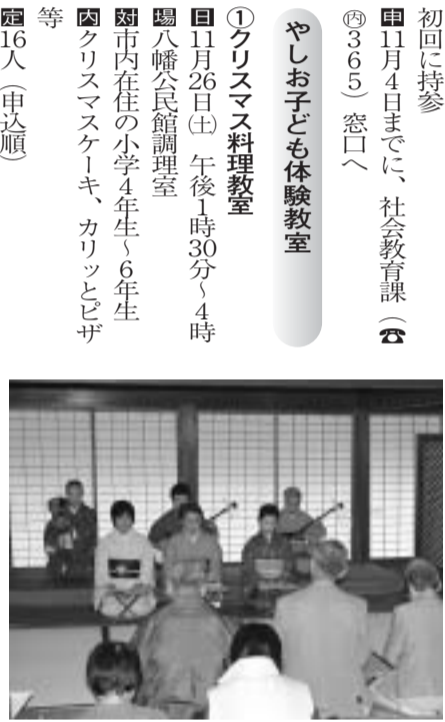 初回に持参
申11月4日までに、社会教育課(☎
㊅365)窓口へ
やしお子ども体験教室
①クリスマス料理教室
日11月26日㈯ 午後1時30分~4時
場八幡公民館調理室
対市内在住の小学4年生~6年生
内クリスマスケーキ、カリッとピザ
等
定16人(申込順)